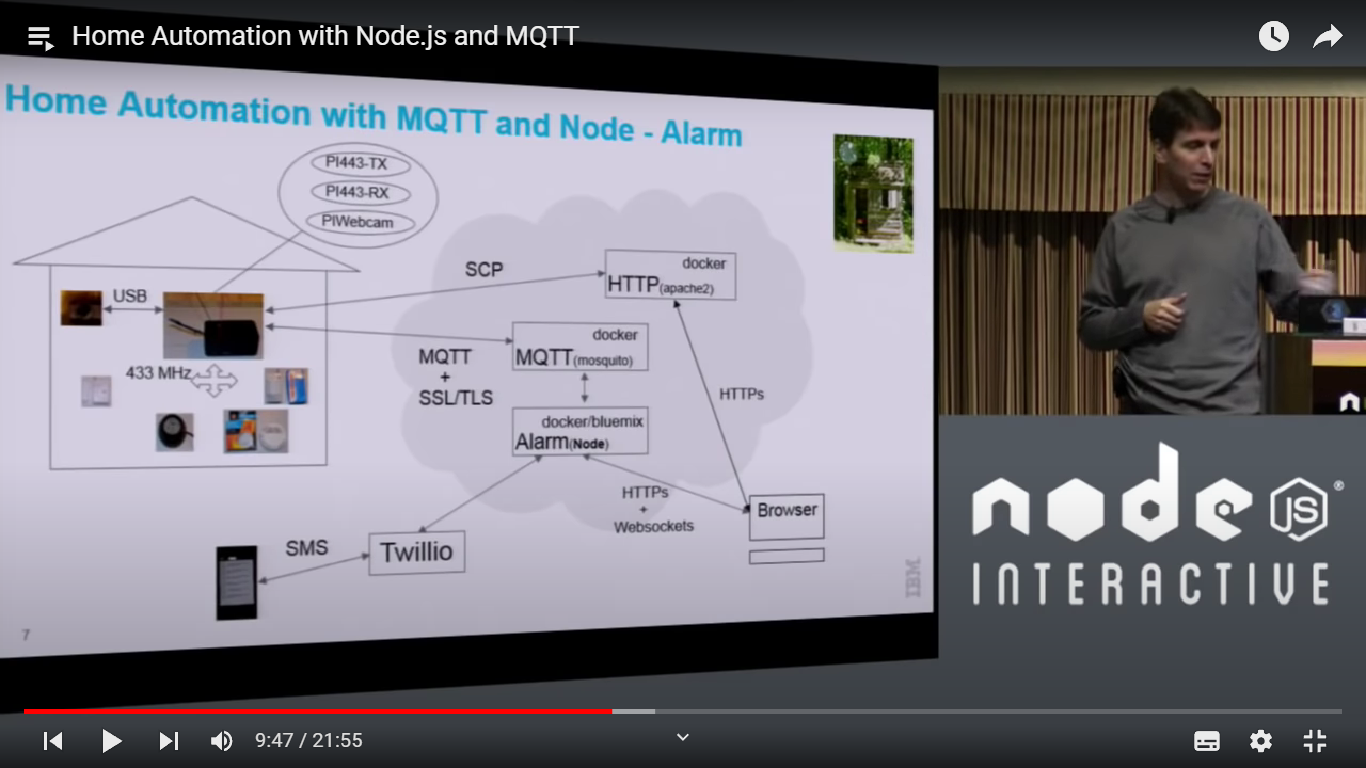 Home Automation with Node.js and MQTT
Home Automation with MQTT and Node - Alarm
PI443-TX
PI443-RX
PIWebcam
USB
433 MHz
SCP
docker
HTTP(apache2)
MQTT
+
SSL/TLS
docker
MQTT(mosquito)
docker/bluemix
Alarm(Node)
HTTPs
HTTPs
+
Websockets
Browser
SMS
Twillio
IBM
7
node JS ®
INTERACTIVE
9:47 / 21:55